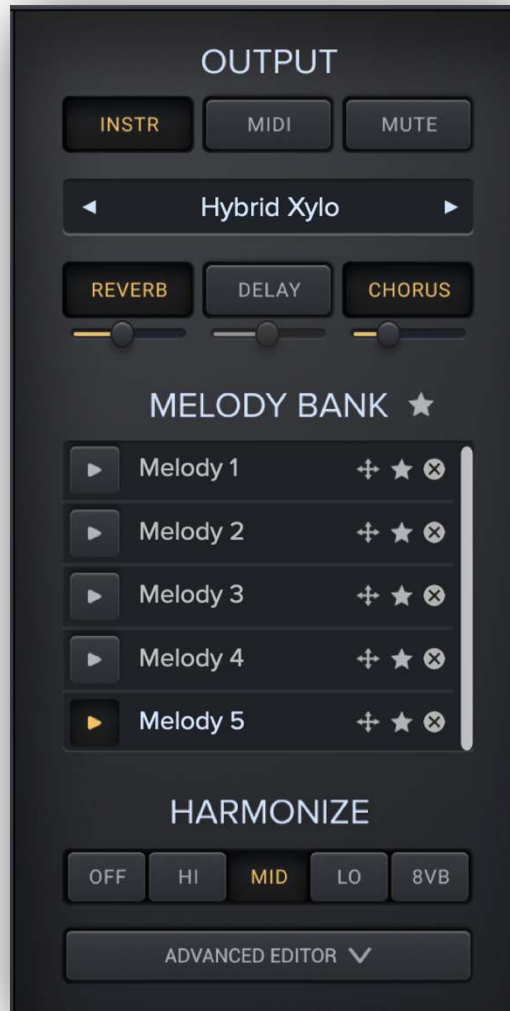 OUTPUT
INSTR MIDI MUTE
Hybrid Xylo
REVERB DELAY CHORUS
MELODY BANK
Melody 1
Melody 2
Melody 3
Melody 4
Melody 5
HARMONIZE
OFF HI MID LO 8VB
ADVANCED EDITOR